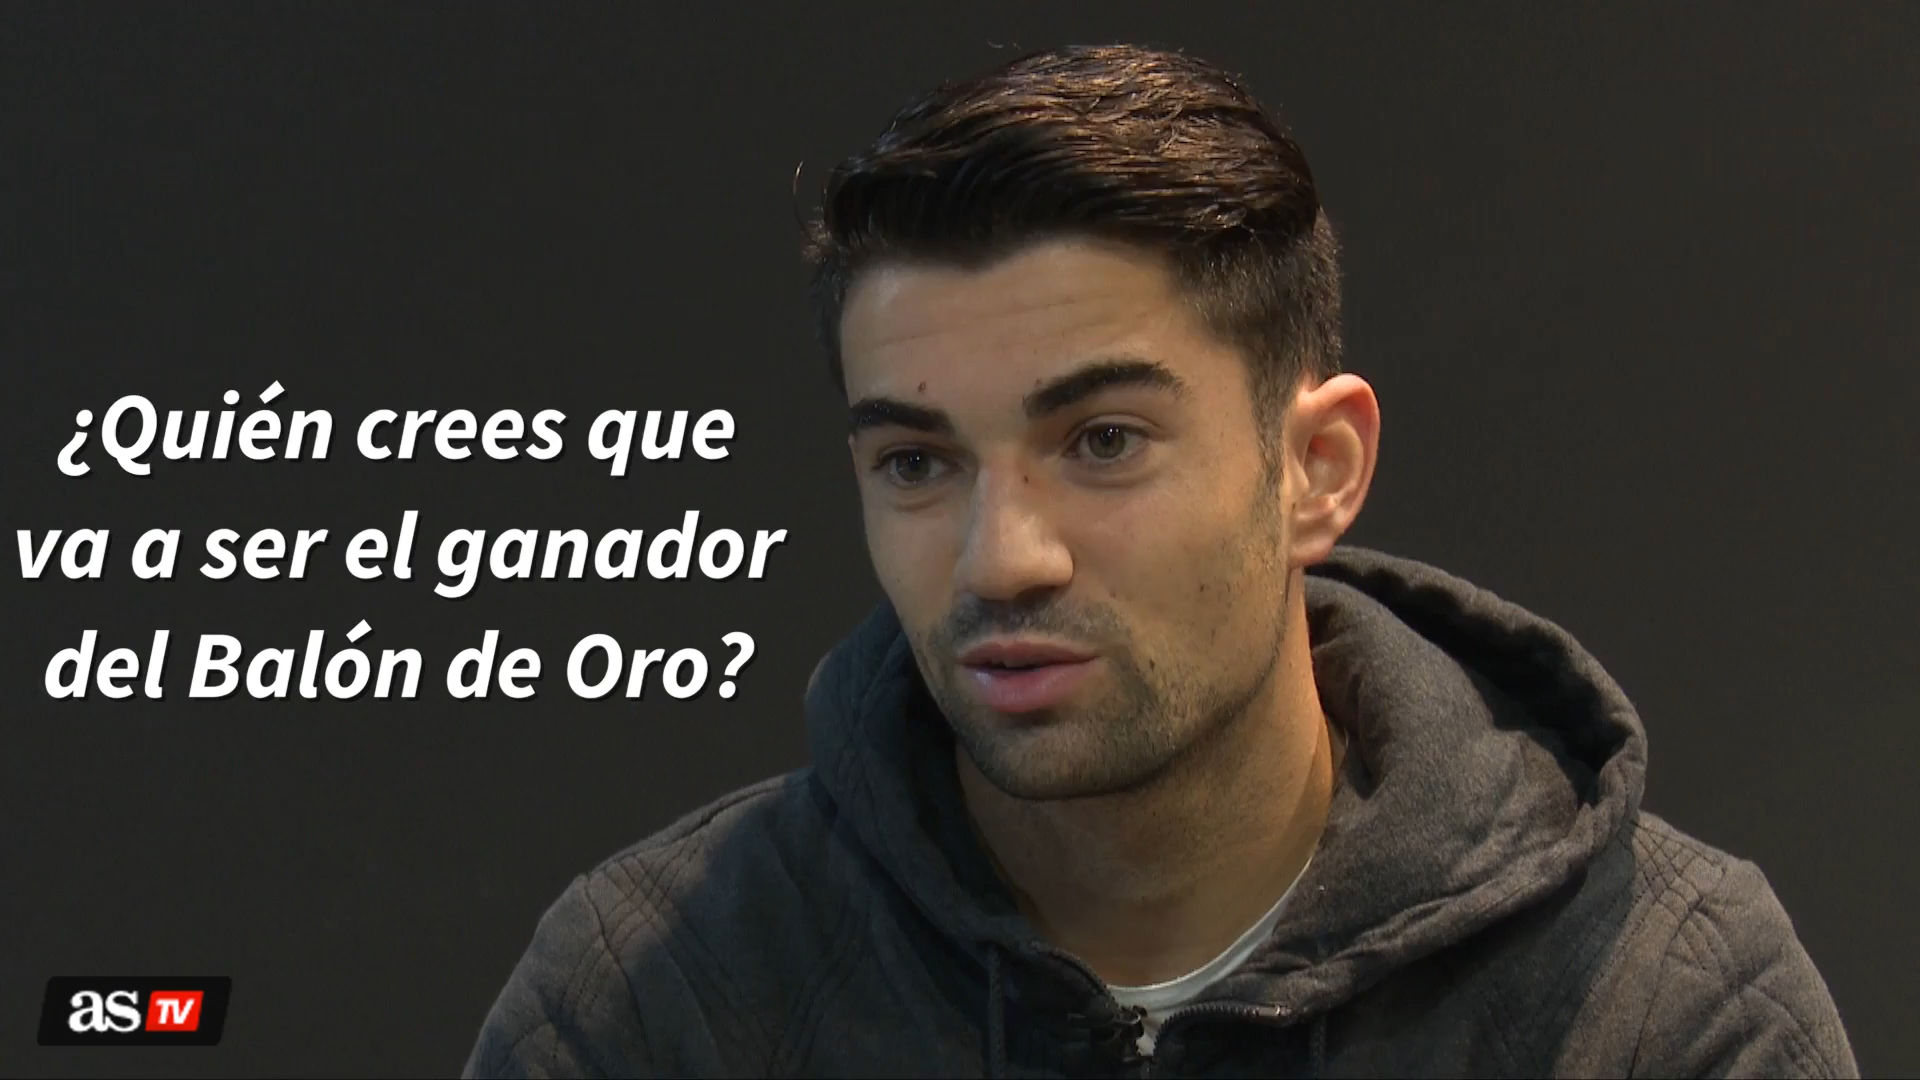 ¿Quién crees que
va a ser el ganador
del Balón de Oro?
as TV